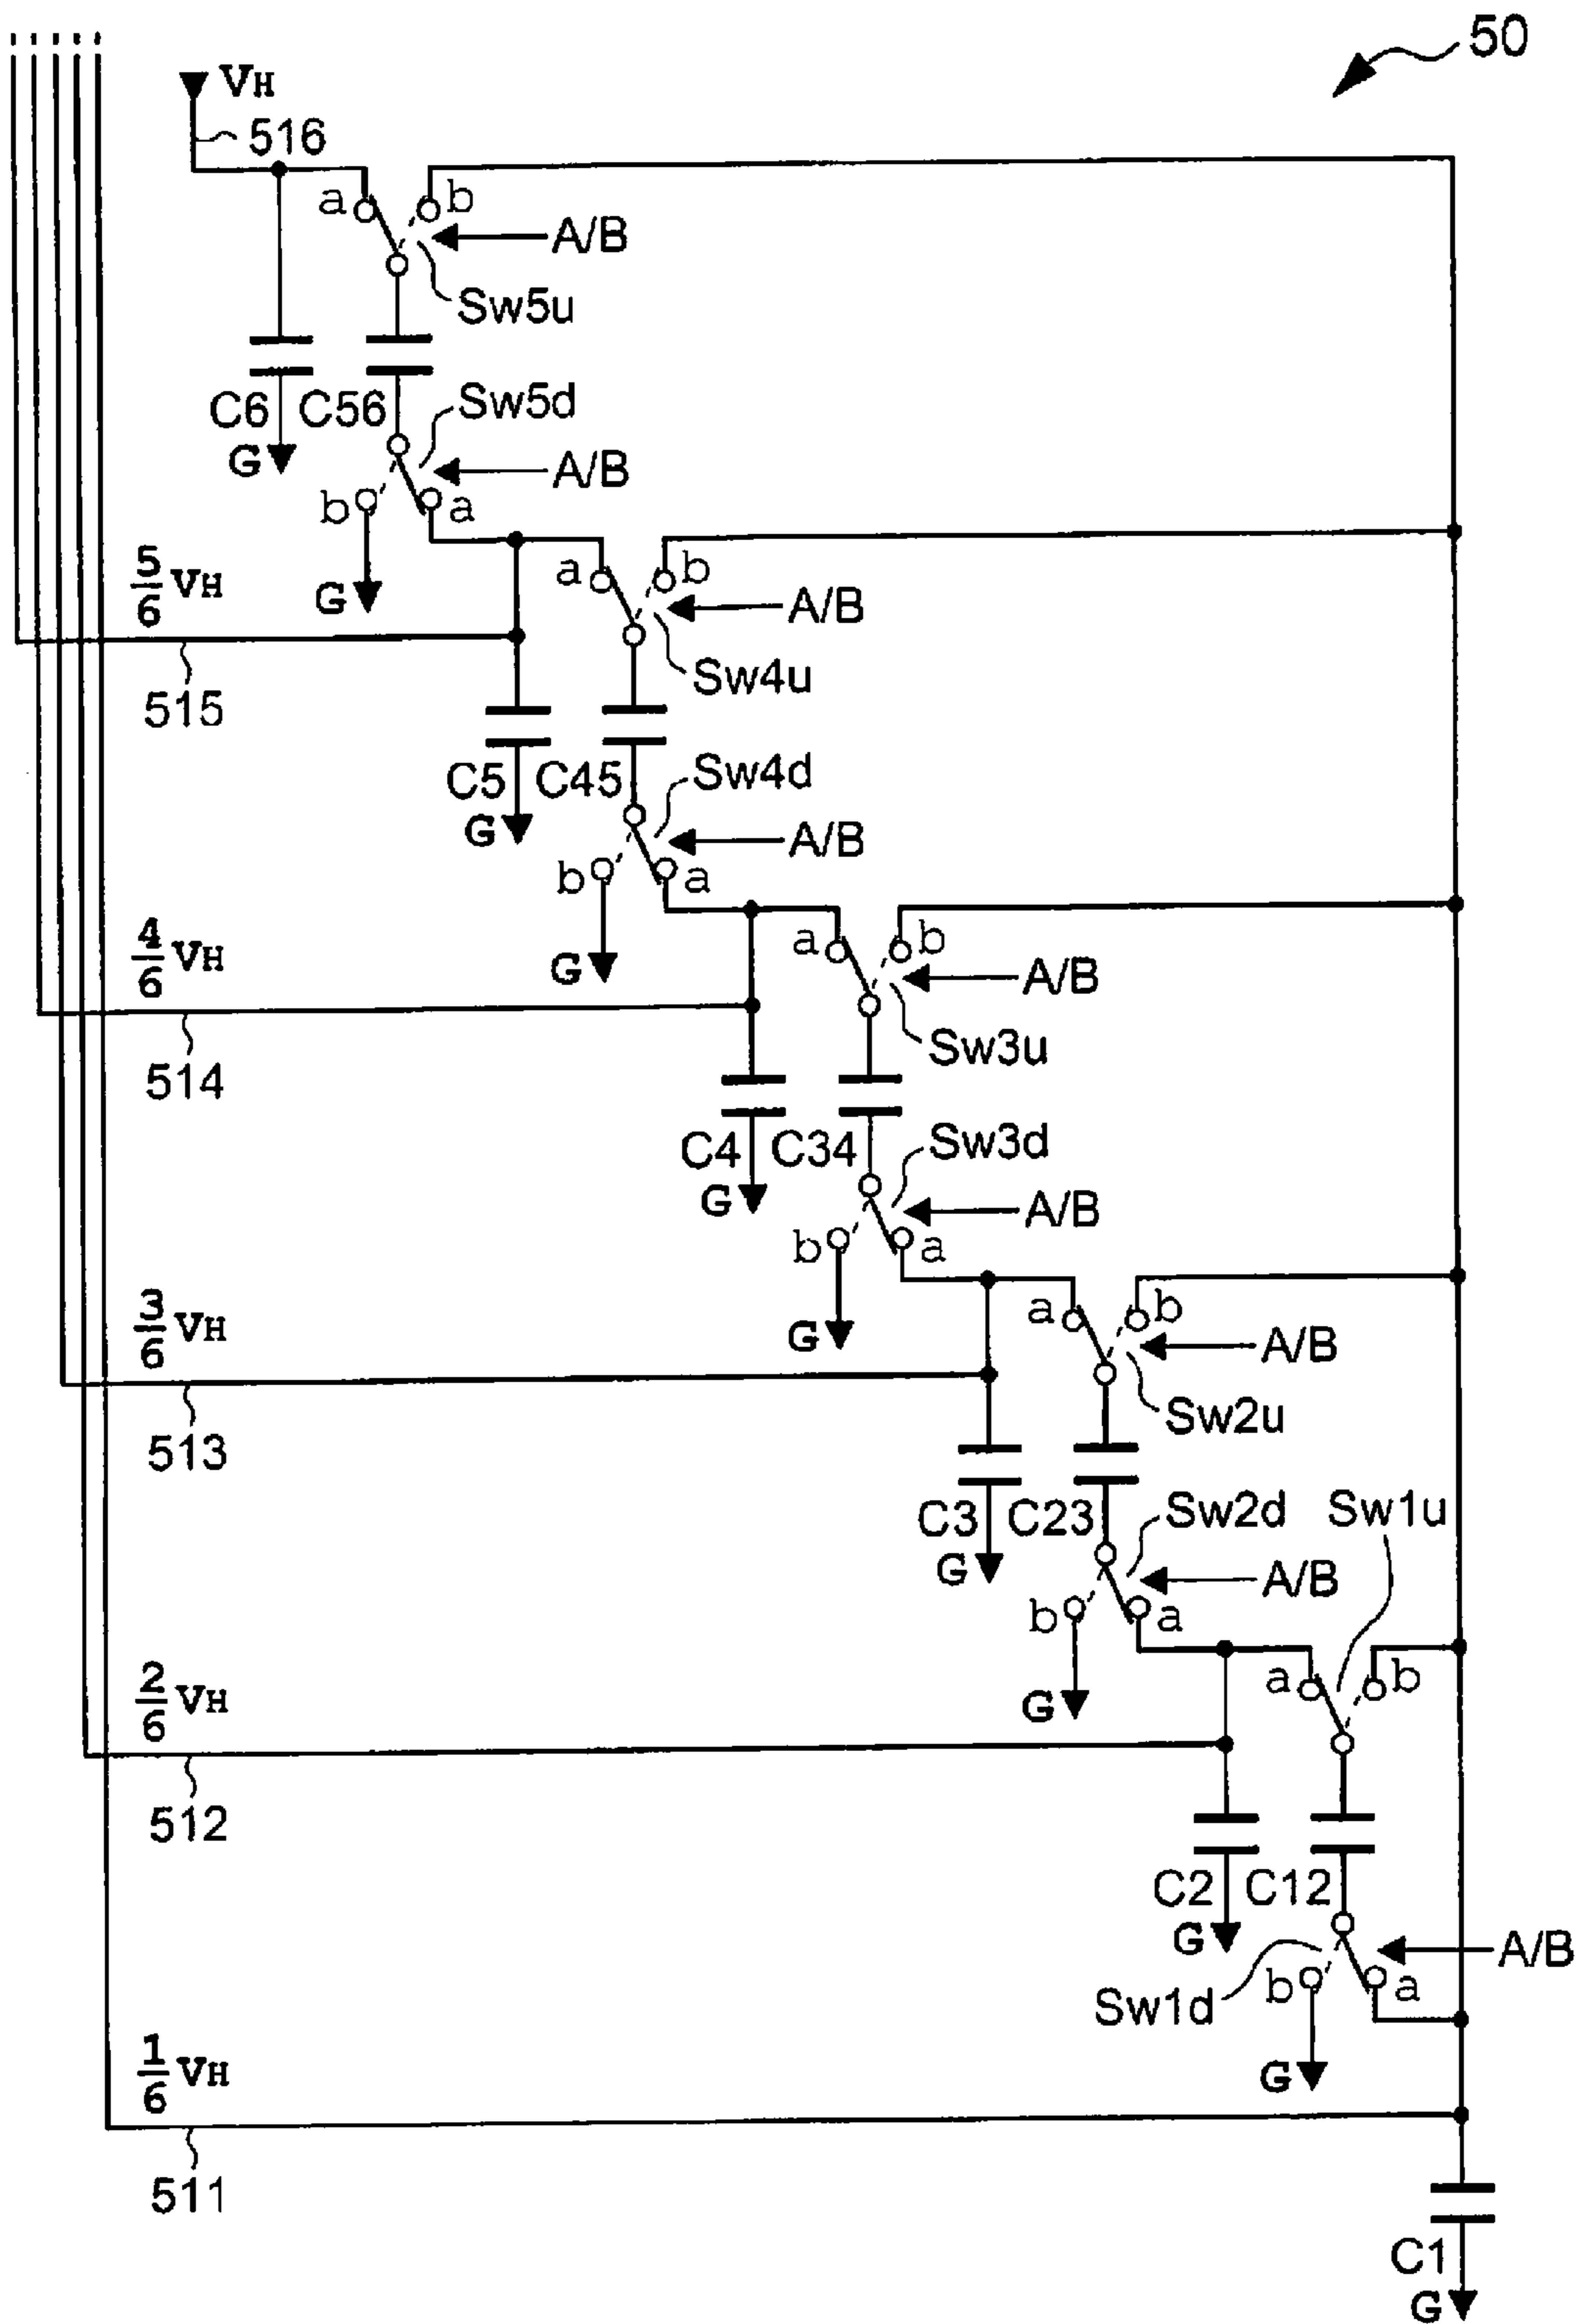 50
VH
516
a b
A/B
Sw5u
C6 C56
Sw5d
G
A/B
b a
G
5/6 VH
515
a b
A/B
Sw4u
C5 C45
Sw4d
G
A/B
b a
G
4/6 VH
514
a b
A/B
Sw3u
C4 C34
Sw3d
G
A/B
b a
G
3/6 VH
513
a b
A/B
Sw2u
C3 C23
Sw2d
Sw1u
G
A/B
b a
G
2/6 VH
512
a b
C2 C12
G
A/B
Sw1d
b a
G
1/6 VH
511
C1
G